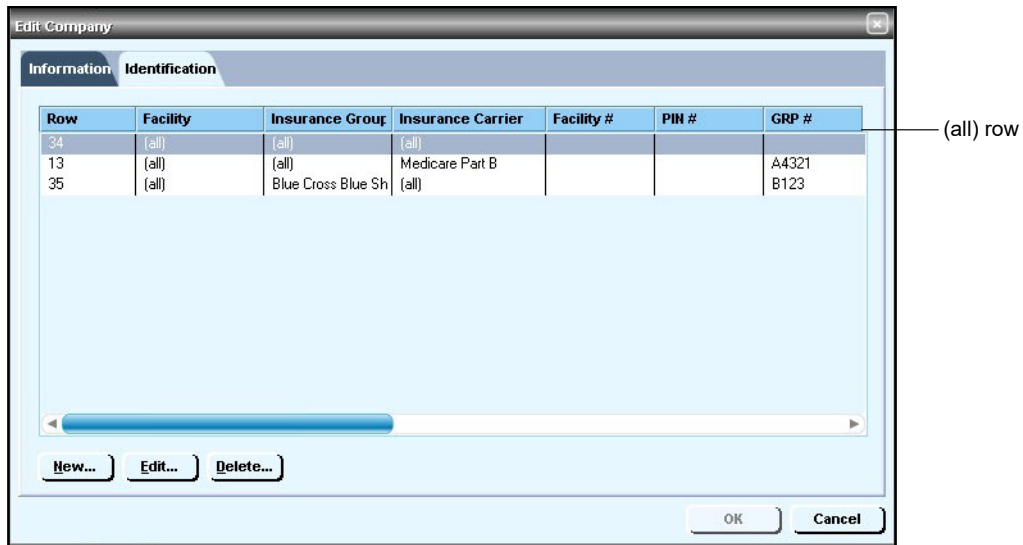 Edit Company
Information Identification
Row Facility Insurance Group Insurance Carrier Facility # PIN # GRP #
(all) row
34 (all) (all) (all)
13 (all) (all) Medicare Part B A4321
35 (all) Blue Cross Blue Sh (all) B123
New... Edit... Delete...
OK Cancel